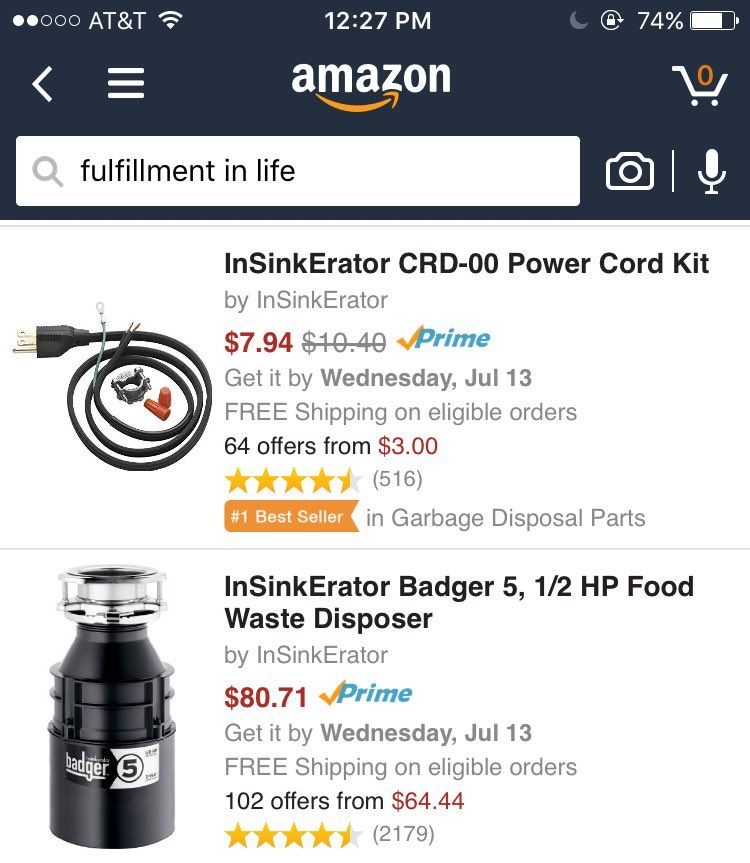 AT&T 12:27 PM 74%
amazon 0
fulfillment in life
InSinkErator CRD-00 Power Cord Kit
by InSinkErator
$7.94 $10.40 Prime
Get it by Wednesday, Jul 13
FREE Shipping on eligible orders
64 offers from $3.00
(516)
#1 Best Seller in Garbage Disposal Parts
InSinkErator Badger 5, 1/2 HP Food
Waste Disposer
by InSinkErator
$80.71 Prime
Get it by Wednesday, Jul 13
FREE Shipping on eligible orders
102 offers from $64.44
(2179)
badger 5